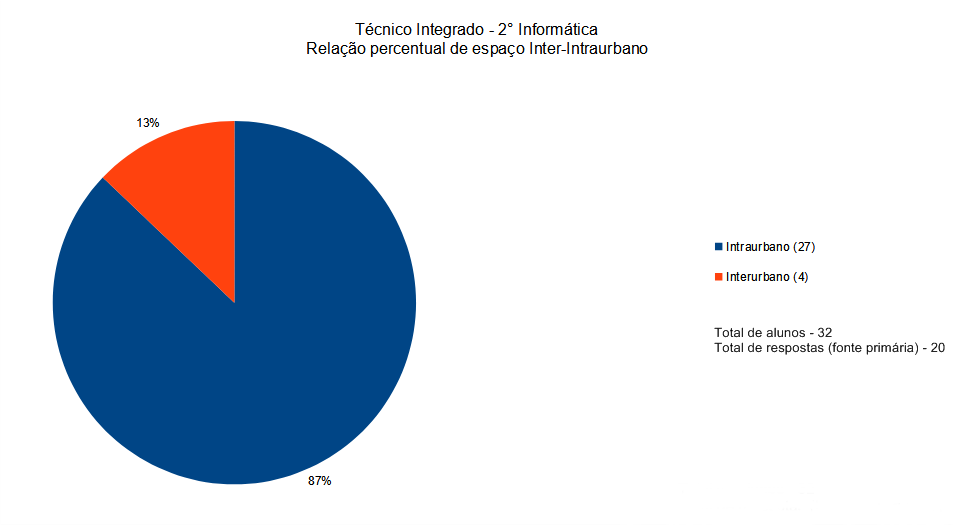 Técnico Integrado - 2° Informática
Relação percentual de espaço Inter-Intraurbano
13%
87%
Intraurbano (27)
Interurbano (4)
Total de alunos - 32
Total de respostas (fonte primária) - 20